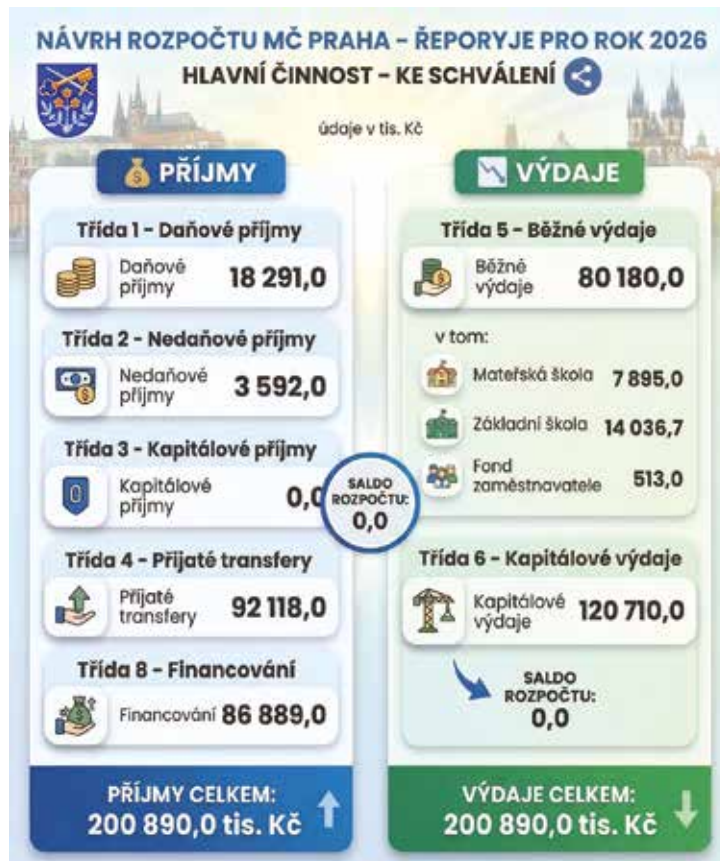 NÁVRH ROZPOČTU MČ PRAHA – ŘEPORYJE PRO ROK 2026
HLAVNÍ ČINNOST – KE SCHVÁLENÍ
údaje v tis. Kč
PŘÍJMY
Třída 1 – Daňové příjmy
Daňové
příjmy
18 291,0
Třída 2 – Nedaňové příjmy
Nedaňové
příjmy
3 592,0
Třída 3 – Kapitálové příjmy
0
Kapitálové
příjmy
0,0
Třída 4 – Přijaté transfery
Přijaté
transfery
92 118,0
Třída 8 – Financování
Financování 86 889,0
PŘÍJMY CELKEM:
200 890,0 tis. Kč
SALDO
ROZPOČTU:
0,0
VÝDAJE
Třída 5 – Běžné výdaje
Běžné
výdaje
80 180,0
v tom:
Mateřská škola 7 895,0
Základní škola 14 036,7
Fond
zaměstnavatele
513,0
Třída 6 – Kapitálové výdaje
Kapitálové
výdaje
120 710,0
SALDO
ROZPOČTU:
0,0
VÝDAJE CELKEM:
200 890,0 tis. Kč